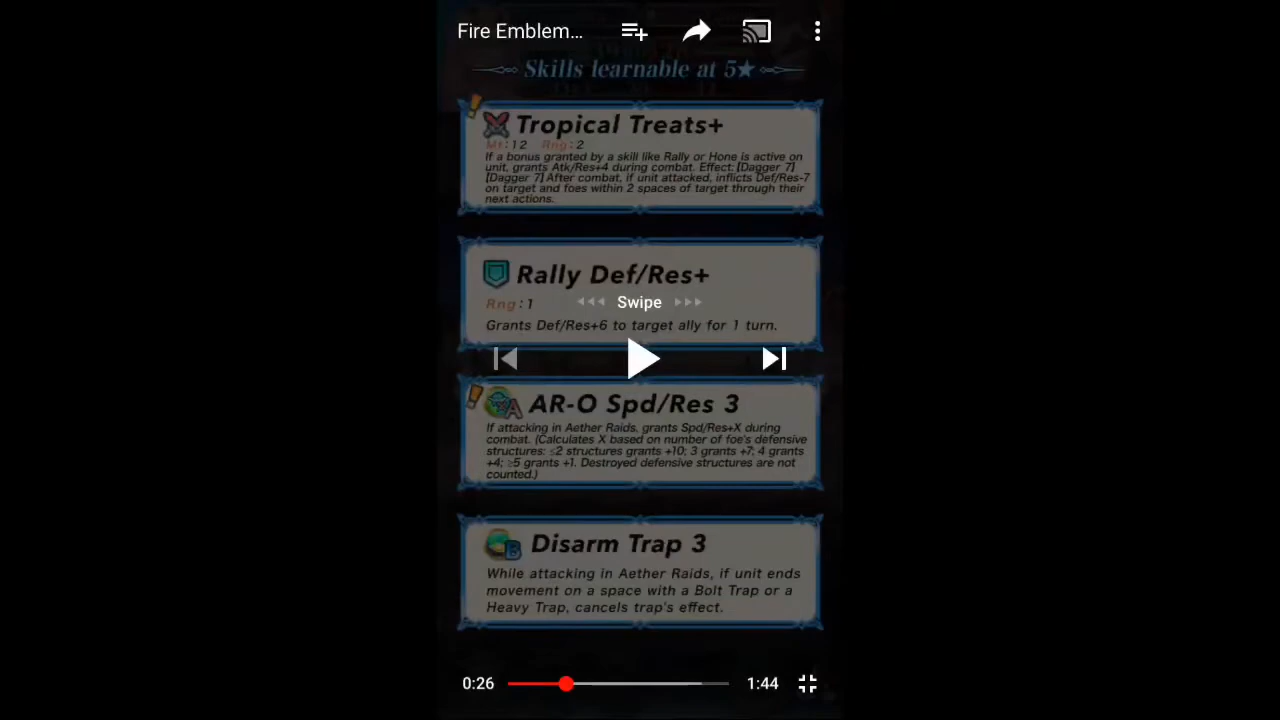 Fire Emblem...
Skills learnable at 5★
Tropical Treats+
Mt:12 Rng:2
If a bonus granted by a skill like Rally or Hone is active on
unit, grants Atk/Res+4 during combat. Effect: [Dagger 7]
[Dagger 7] After combat, if unit attacked, inflicts Def/Res-7
on target and foes within 2 spaces of target through their
next actions.
Rally Def/Res+
Rng:1
Swipe
Grants Def/Res+6 to target ally for 1 turn.
A AR-O Spd/Res 3
If attacking in Aether Raids, grants Spd/Res+X during
combat. (Calculates X based on number of foe's defensive
structures: ≤2 structures grants +10; 3 grants +7; 4 grants
+4; ≥5 grants +1. Destroyed defensive structures are not
counted.)
B Disarm Trap 3
While attacking in Aether Raids, if unit ends
movement on a space with a Bolt Trap or a
Heavy Trap, cancels trap's effect.
0:26 1:44